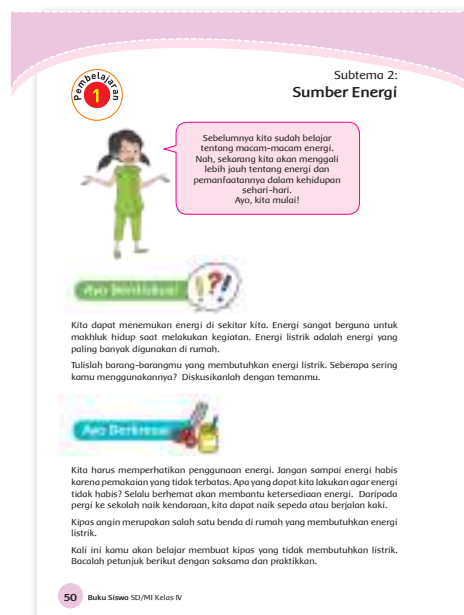 Subtema 2:
Sumber Energi
Pembelajaran
1
Sebelumnya kita sudah belajar
tentang macam-macam energi.
Nah, sekarang kita akan menggali
lebih jauh tentang energi dan
pemanfaatannya dalam kehidupan
sehari-hari.
Ayo, kita mulai!
Ayo Berdiskusi
Kita dapat menemukan energi di sekitar kita. Energi sangat berguna untuk
makhluk hidup saat melakukan kegiatan. Energi listrik adalah energi yang
paling banyak digunakan di rumah.
Tulislah barang-barangmu yang membutuhkan energi listrik. Seberapa sering
kamu menggunakannya? Diskusikanlah dengan temanmu.
Ayo Berkreasi
Kita harus memperhatikan penggunaan energi. Jangan sampai energi habis
karena pemakaian yang tidak terbatas. Apa yang dapat kita lakukan agar energi
tidak habis? Selalu berhemat akan membantu ketersediaan energi. Daripada
pergi ke sekolah naik kendaraan, kita dapat naik sepeda atau berjalan kaki.
Kipas angin merupakan salah satu benda di rumah yang membutuhkan energi
listrik.
Kali ini kamu akan belajar membuat kipas yang tidak membutuhkan listrik.
Bacalah petunjuk berikut dengan saksama dan praktikkan.
50 Buku Siswa SD/MI Kelas IV